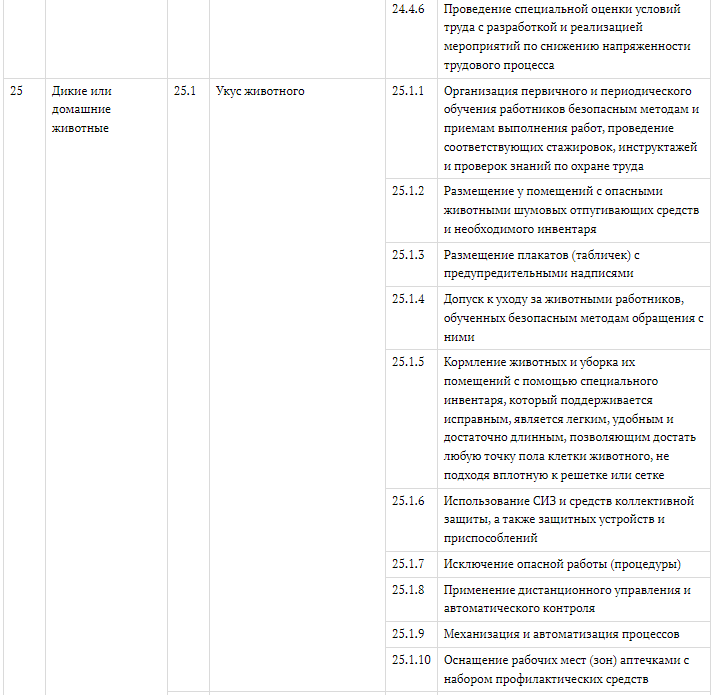 24.4.6 Проведение специальной оценки условий
труда с разработкой и реализацией
мероприятий по снижению напряженности
трудового процесса
25 Дикие или 25.1 Укус животного 25.1.1 Организация первичного и периодического
домашние обучения работников безопасным методам и
животные приемам выполнения работ, проведение
соответствующих стажировок, инструктажей
и проверок знаний по охране труда
25.1.2 Размещение у помещений с опасными
животными шумовых отпугивающих средств
и необходимого инвентаря
25.1.3 Размещение плакатов (табличек) с
предупредительными надписями
25.1.4 Допуск к уходу за животными работников,
обученных безопасным методам обращения с
ними
25.1.5 Кормление животных и уборка их
помещений с помощью специального
инвентаря, который поддерживается
исправным, является легким, удобным и
достаточно длинным, позволяющим достать
любую точку пола клетки животного, не
подходя вплотную к решетке или сетке
25.1.6 Использование СИЗ и средств коллективной
защиты, а также защитных устройств и
приспособлений
25.1.7 Исключение опасной работы (процедуры)
25.1.8 Применение дистанционного управления и
автоматического контроля
25.1.9 Механизация и автоматизация процессов
25.1.10 Оснащение рабочих мест (зон) аптечками с
набором профилактических средств